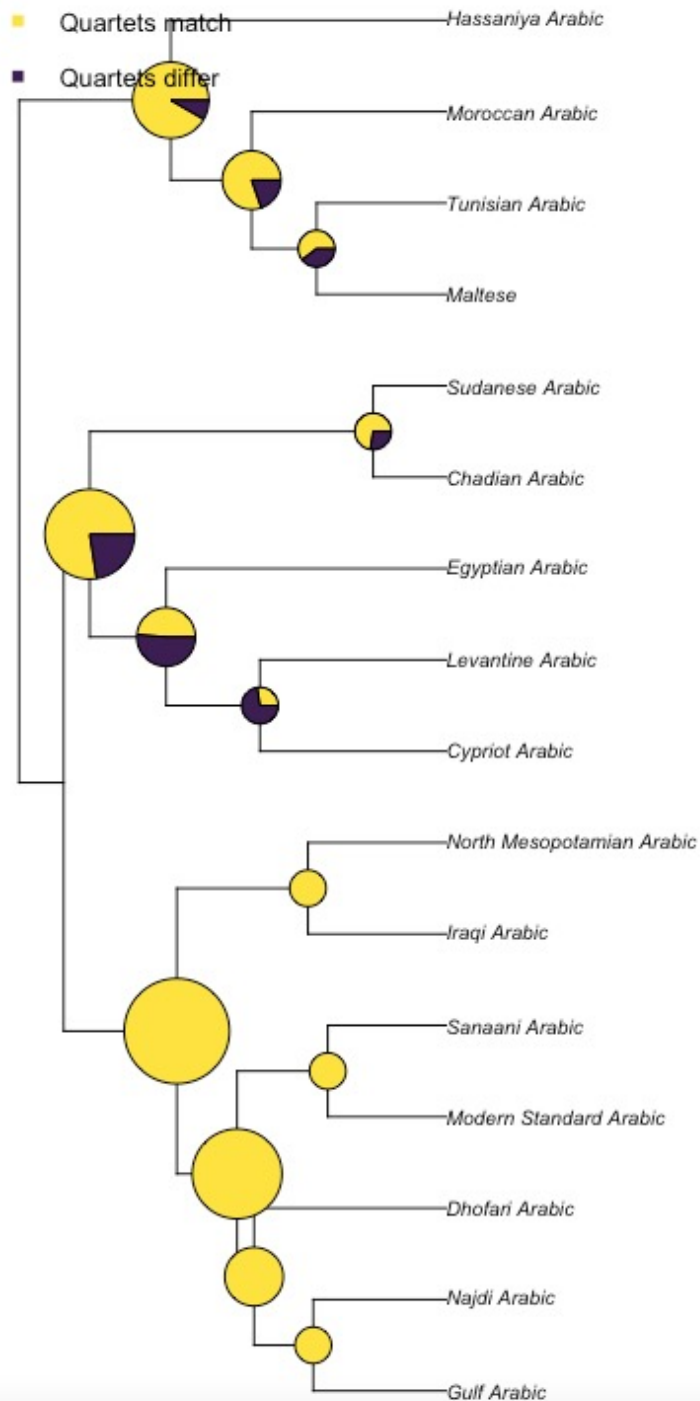 Hassaniya Arabic
Quartets match
Quartets differ
Moroccan Arabic
Tunisian Arabic
Maltese
Sudanese Arabic
Chadian Arabic
Egyptian Arabic
Levantine Arabic
Cypriot Arabic
North Mesopotamian Arabic
Iraqi Arabic
Sanaani Arabic
Modern Standard Arabic
Dhofari Arabic
Najdi Arabic
Gulf Arabic